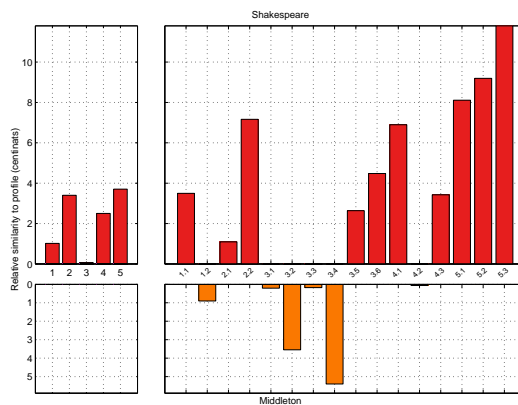 Shakespeare
Relative similarity to profile (centinats)
10
8
6
4
2
0
1 2 3 4 5
1.1 1.2 2.1 2.2 3.1 3.2 3.3 3.4 3.5 3.6 4.1 4.2 4.3 5.1 5.2 5.3
0
1
2
3
4
5
Middleton